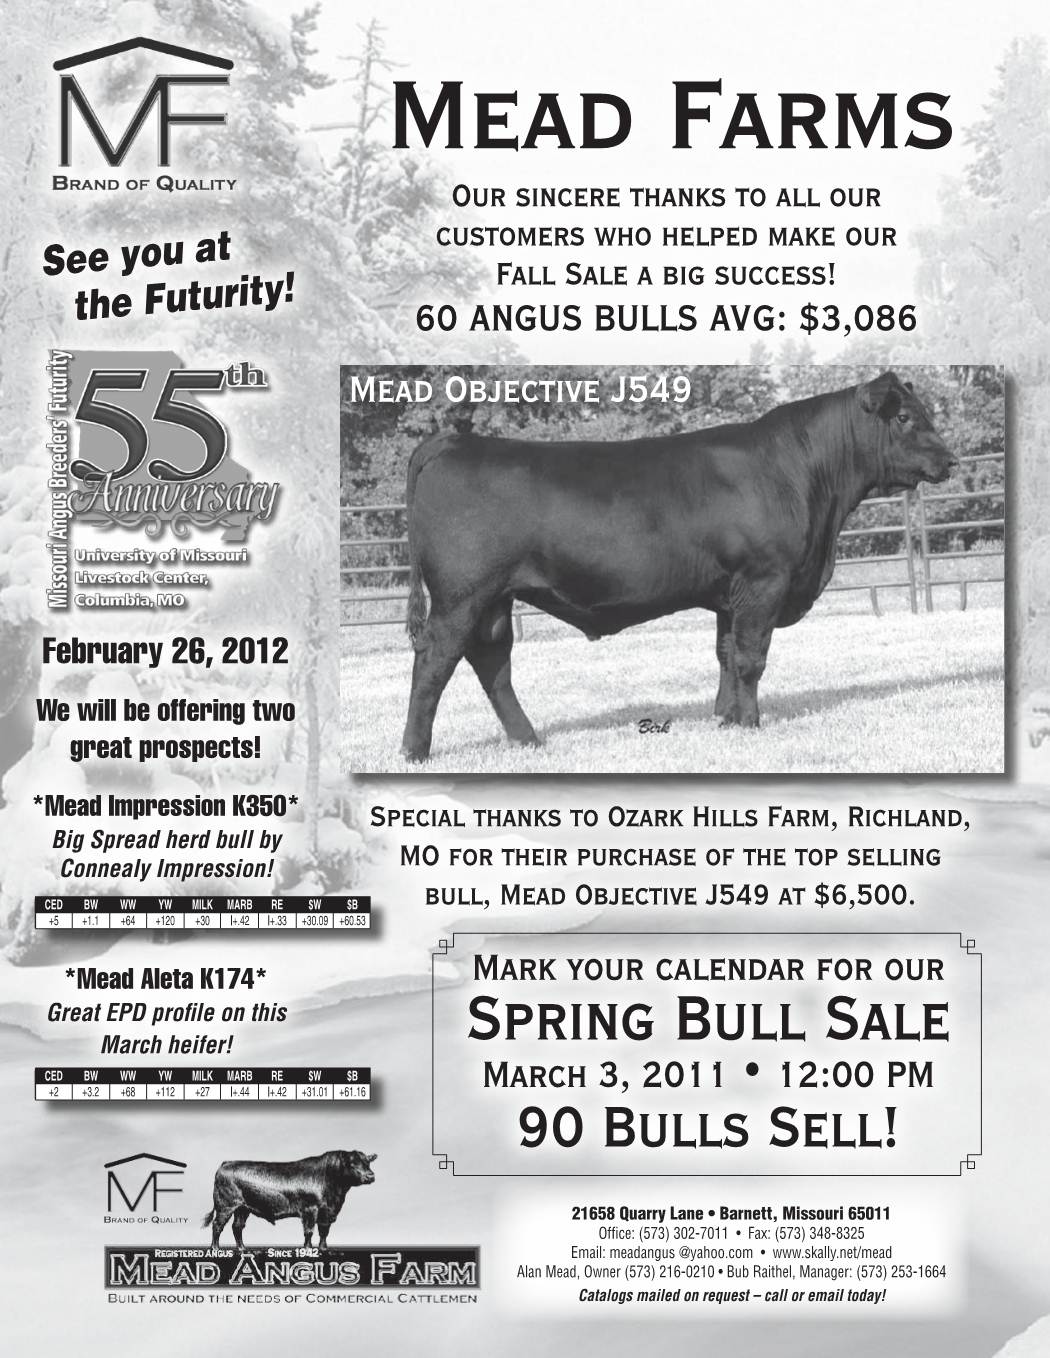 MF
BRAND OF QUALITY
MEAD FARMS
OUR SINCERE THANKS TO ALL OUR
CUSTOMERS WHO HELPED MAKE OUR
FALL SALE A BIG SUCCESS!
60 ANGUS BULLS AVG: $3,086
See you at
the Futurity!
Missouri Angus Breeders' Futurity
55th
Anniversary
University of Missouri
Livestock Center,
Columbia, MO
February 26, 2012
We will be offering two
great prospects!
*Mead Impression K350*
Big Spread herd bull by
Connealy Impression!
CED BW WW YW MILK MARB RE $W $B
+5 +1.1 +64 +120 +30 I+.42 I+.33 +30.09 +60.53
*Mead Aleta K174*
Great EPD profile on this
March heifer!
CED BW WW YW MILK MARB RE $W $B
+2 +3.2 +68 +112 +27 I+.44 I+.42 +31.01 +61.16
MEAD OBJECTIVE J549
Birk
SPECIAL THANKS TO OZARK HILLS FARM, RICHLAND,
MO FOR THEIR PURCHASE OF THE TOP SELLING
BULL, MEAD OBJECTIVE J549 AT $6,500.
MARK YOUR CALENDAR FOR OUR
SPRING BULL SALE
MARCH 3, 2011 • 12:00 PM
90 BULLS SELL!
MF
BRAND OF QUALITY
REGISTERED ANGUS SINCE 1942
MEAD ANGUS FARM
BUILT AROUND THE NEEDS OF COMMERCIAL CATTLEMEN
21658 Quarry Lane • Barnett, Missouri 65011
Office: (573) 302-7011 • Fax: (573) 348-8325
Email: meadangus @yahoo.com • www.skally.net/mead
Alan Mead, Owner (573) 216-0210 • Bub Raithel, Manager: (573) 253-1664
Catalogs mailed on request – call or email today!